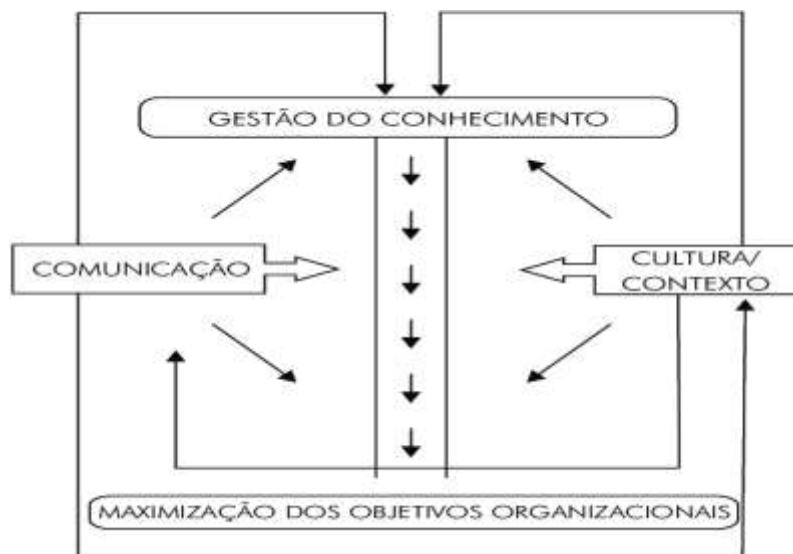 GESTÃO DO CONHECIMENTO
COMUNICAÇÃO
CULTURA/
CONTEXTO
MAXIMIZAÇÃO DOS OBJETIVOS ORGANIZACIONAIS